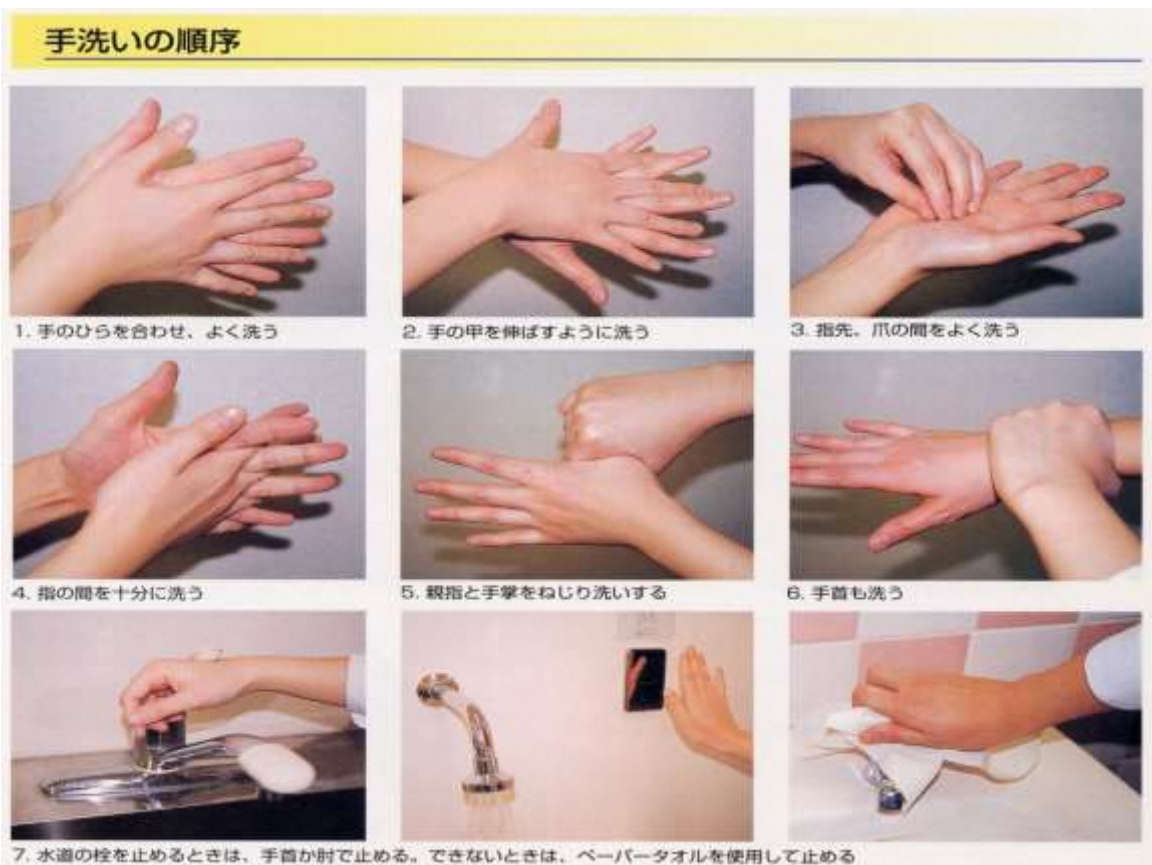 手洗いの順序
1. 手のひらを合わせ、よく洗う
2. 手の甲を伸ばすように洗う
3. 指先、爪の間をよく洗う
4. 指の間を十分に洗う
5. 親指と手掌をねじり洗いする
6. 手首も洗う
7. 水道の栓を止めるときは、手首か肘で止める。できないときは、ペーパータオルを使用して止める